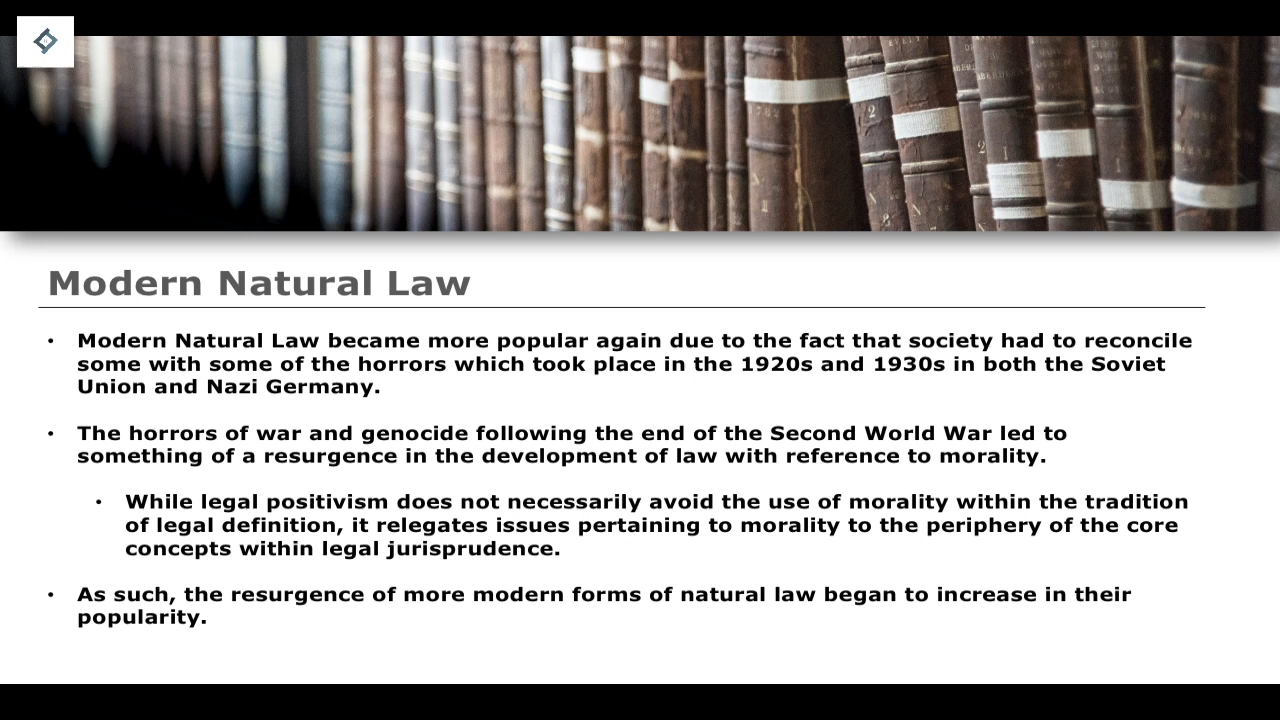 Modern Natural Law
• Modern Natural Law became more popular again due to the fact that society had to reconcile
some with some of the horrors which took place in the 1920s and 1930s in both the Soviet
Union and Nazi Germany.
• The horrors of war and genocide following the end of the Second World War led to
something of a resurgence in the development of law with reference to morality.
• While legal positivism does not necessarily avoid the use of morality within the tradition
of legal definition, it relegates issues pertaining to morality to the periphery of the core
concepts within legal jurisprudence.
• As such, the resurgence of more modern forms of natural law began to increase in their
popularity.